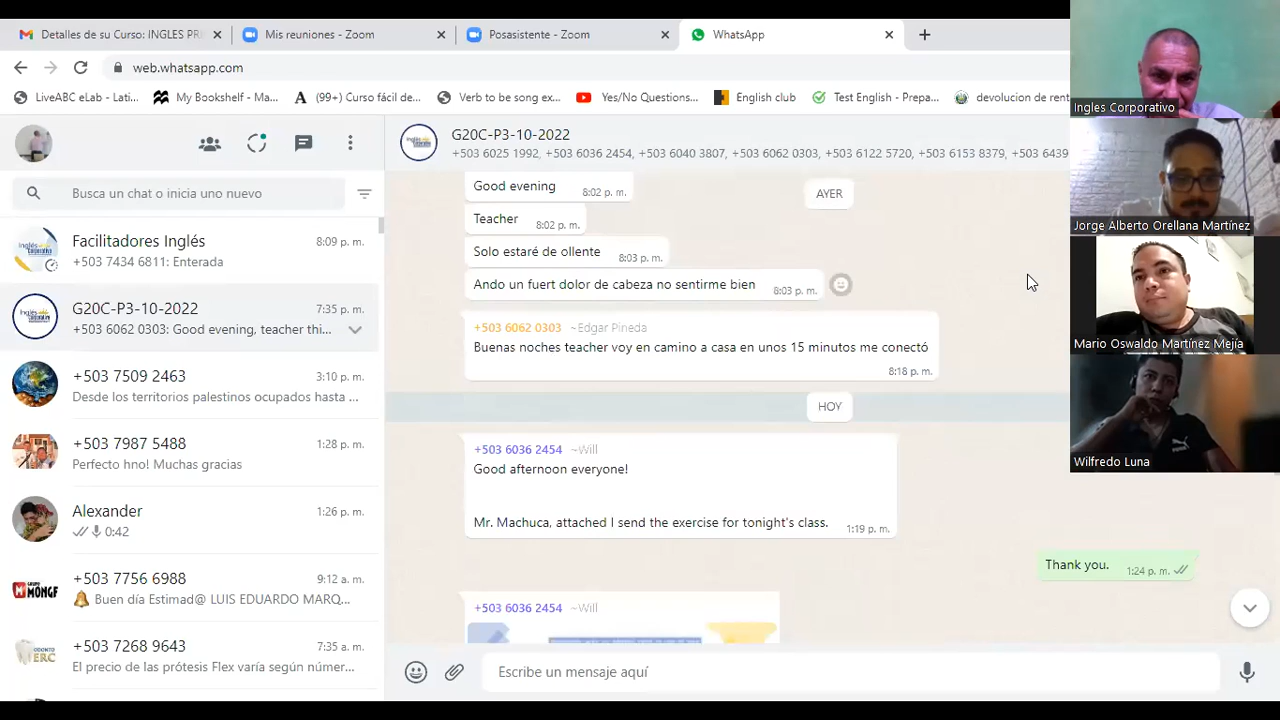 Detalles de su Curso: INGLES PRI
Mis reuniones - Zoom
Posasistente - Zoom
WhatsApp
web.whatsapp.com
LiveABC eLab - Lati...
My Bookshelf - Ma...
(99+) Curso fácil de...
Verb to be song ex...
Yes/No Questions...
English club
Test English - Prepa...
devolucion de rent
G20C-P3-10-2022
+503 6025 1992, +503 6036 2454, +503 6040 3807, +503 6062 0303, +503 6122 5720, +503 6153 8379, +503 6439
Busca un chat o inicia uno nuevo
Facilitadores Inglés
8:09 p. m.
+503 7434 6811: Enterada
G20C-P3-10-2022
7:35 p. m.
+503 6062 0303: Good evening, teacher thi...
+503 7509 2463
3:10 p. m.
Desde los territorios palestinos ocupados hasta ...
+503 7987 5488
1:28 p. m.
Perfecto hno! Muchas gracias
Alexander
1:26 p. m.
0:42
+503 7756 6988
9:12 a. m.
Buen día Estimad@ LUIS EDUARDO MARQ...
+503 7268 9643
7:35 a. m.
El precio de las prótesis Flex varía según númer...
AYER
Good evening
8:02 p. m.
Teacher
8:02 p. m.
Solo estaré de ollente
8:03 p. m.
Ando un fuert dolor de cabeza no sentirme bien
8:03 p. m.
+503 6062 0303 ~Edgar Pineda
Buenas noches teacher voy en camino a casa en unos 15 minutos me conectó
8:18 p. m.
HOY
+503 6036 2454 ~Will
Good afternoon everyone!
Mr. Machuca, attached I send the exercise for tonight's class.
1:19 p. m.
Thank you.
1:24 p. m.
+503 6036 2454 ~Will
Escribe un mensaje aquí
Ingles Corporativo
Jorge Alberto Orellana Martínez
Mario Oswaldo Martínez Mejía
Wilfredo Luna